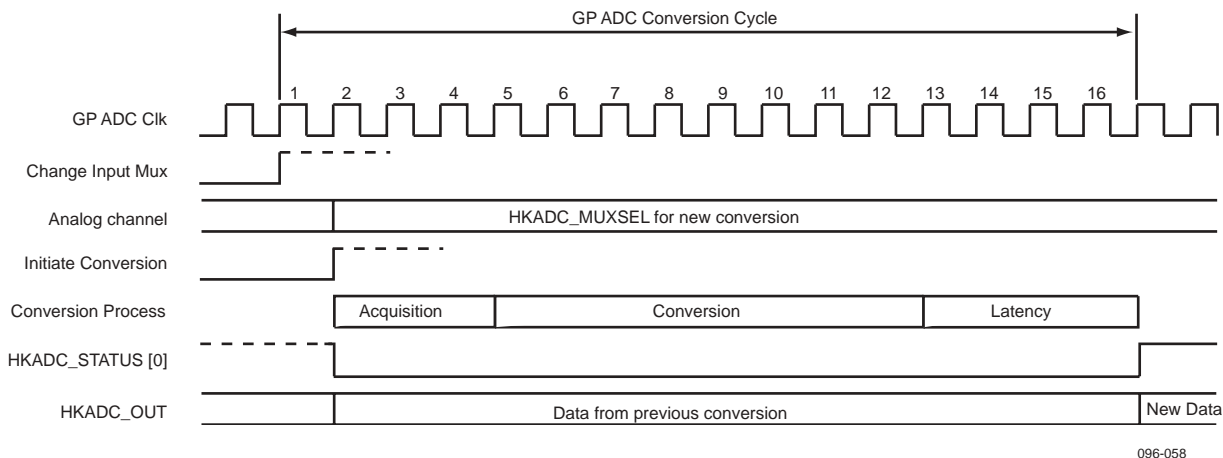 GP ADC Conversion Cycle
1 2 3 4 5 6 7 8 9 10 11 12 13 14 15 16
GP ADC Clk
Change Input Mux
Analog channel HKADC_MUXSEL for new conversion
Initiate Conversion
Conversion Process Acquisition Conversion Latency
HKADC_STATUS [0]
HKADC_OUT Data from previous conversion New Data
096-058